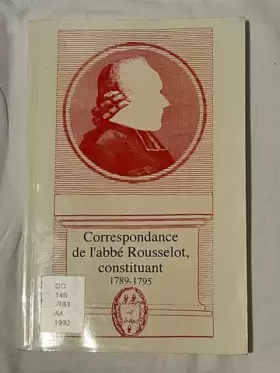 Correspondance
de l'abbé Rousselot,
constituant
1789-1795
DC
146
.R83
A4
1992